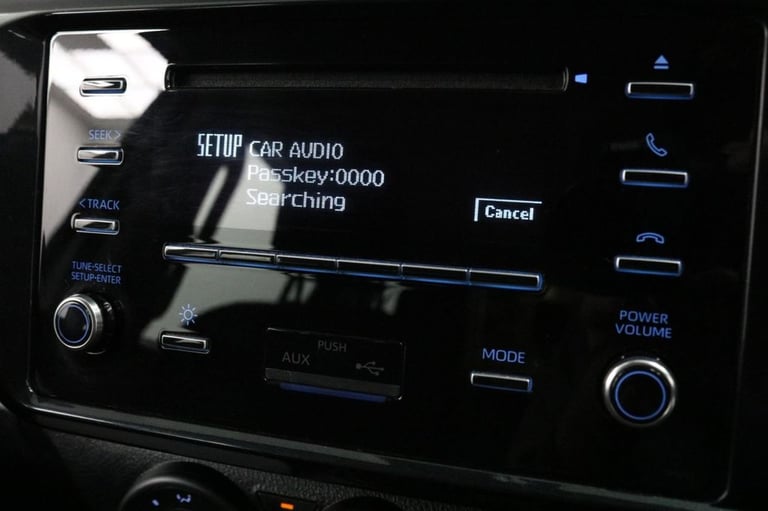 SEEK >
< TRACK
TUNE·SELECT
SETUP·ENTER
SETUP CAR AUDIO
Passkey:0000
Searching
Cancel
PUSH
AUX
MODE
POWER
VOLUME